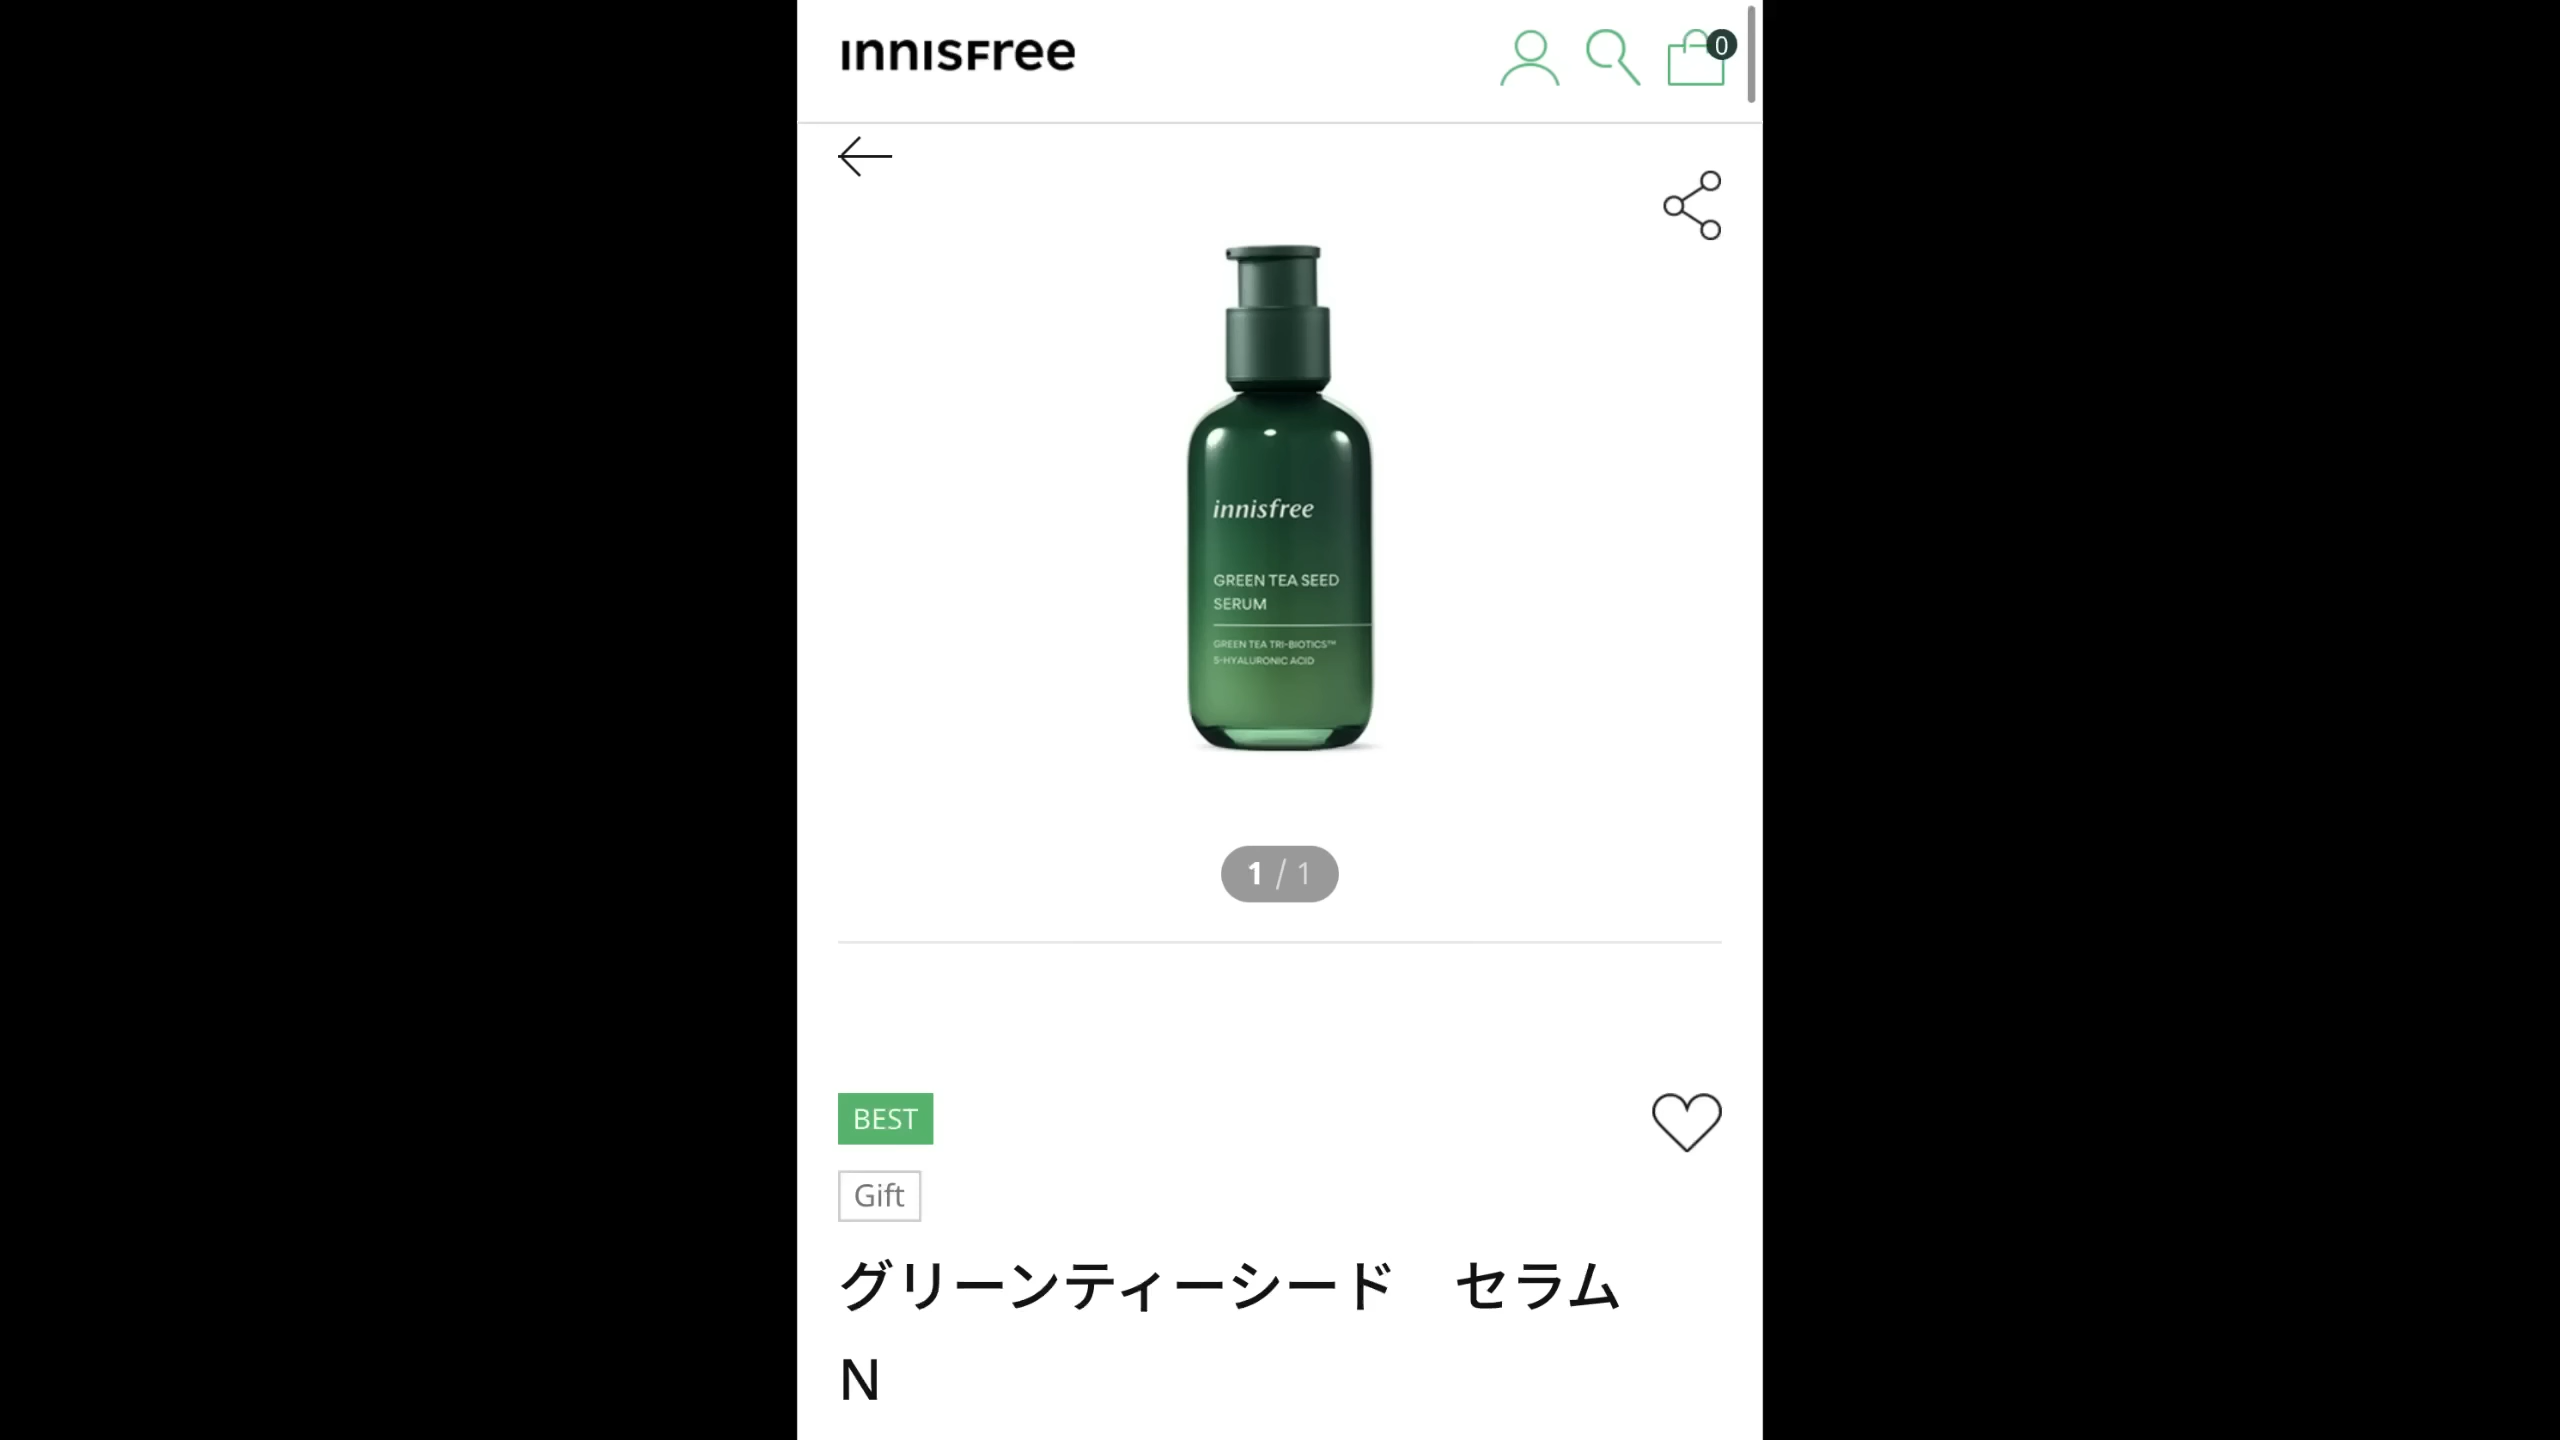 innisfree
0
innisfree
GREEN TEA SEED
SERUM
GREEN TEA TRI-BIOTICS™
5-HYALURONIC ACID
1 / 1
BEST
Gift
グリーンティーシード　セラム
N